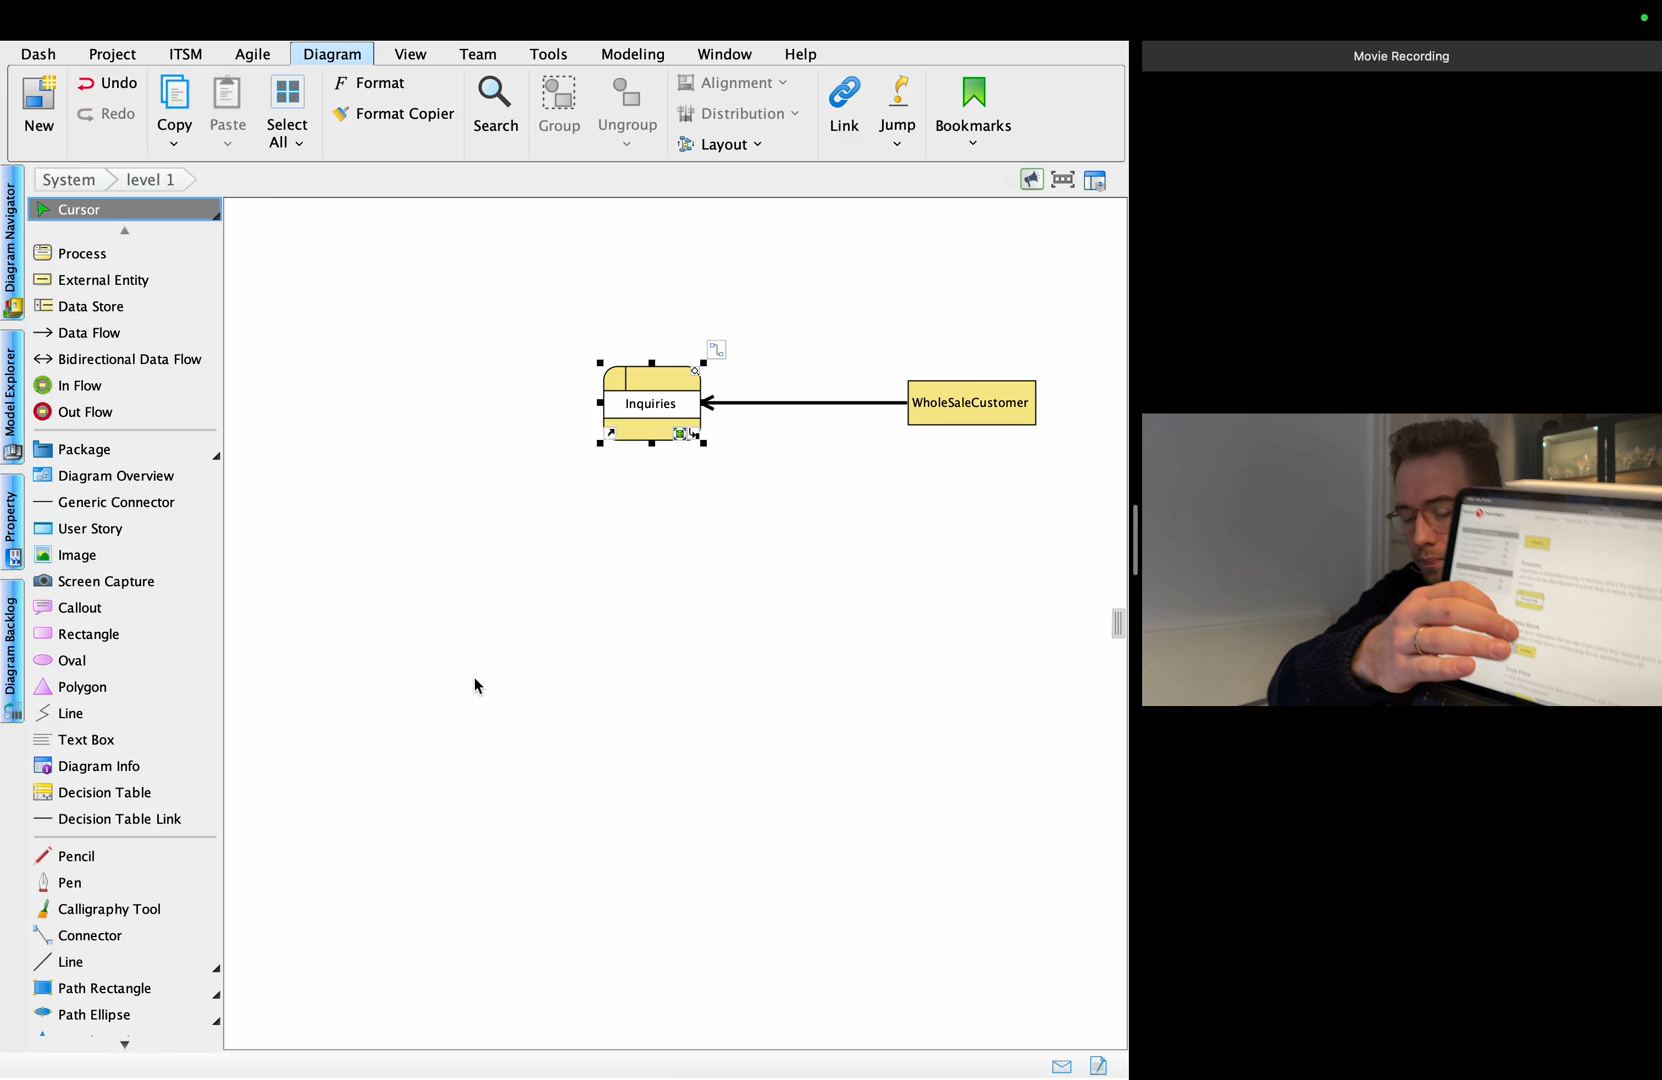 Movie Recording
Dash Project ITSM Agile Diagram View Team Tools Modeling Window Help
New
Undo
Redo
Copy
Paste
Select
All
Format
Format Copier
Search
Group
Ungroup
Alignment
Distribution
Layout
Link
Jump
Bookmarks
System level 1
Diagram Navigator
Model Explorer
Property
Diagram Backlog
Cursor
Process
External Entity
Data Store
Data Flow
Bidirectional Data Flow
In Flow
Out Flow
Package
Diagram Overview
Generic Connector
User Story
Image
Screen Capture
Callout
Rectangle
Oval
Polygon
Line
Text Box
Diagram Info
Decision Table
Decision Table Link
Pencil
Pen
Calligraphy Tool
Connector
Line
Path Rectangle
Path Ellipse
Inquiries
WholeSaleCustomer